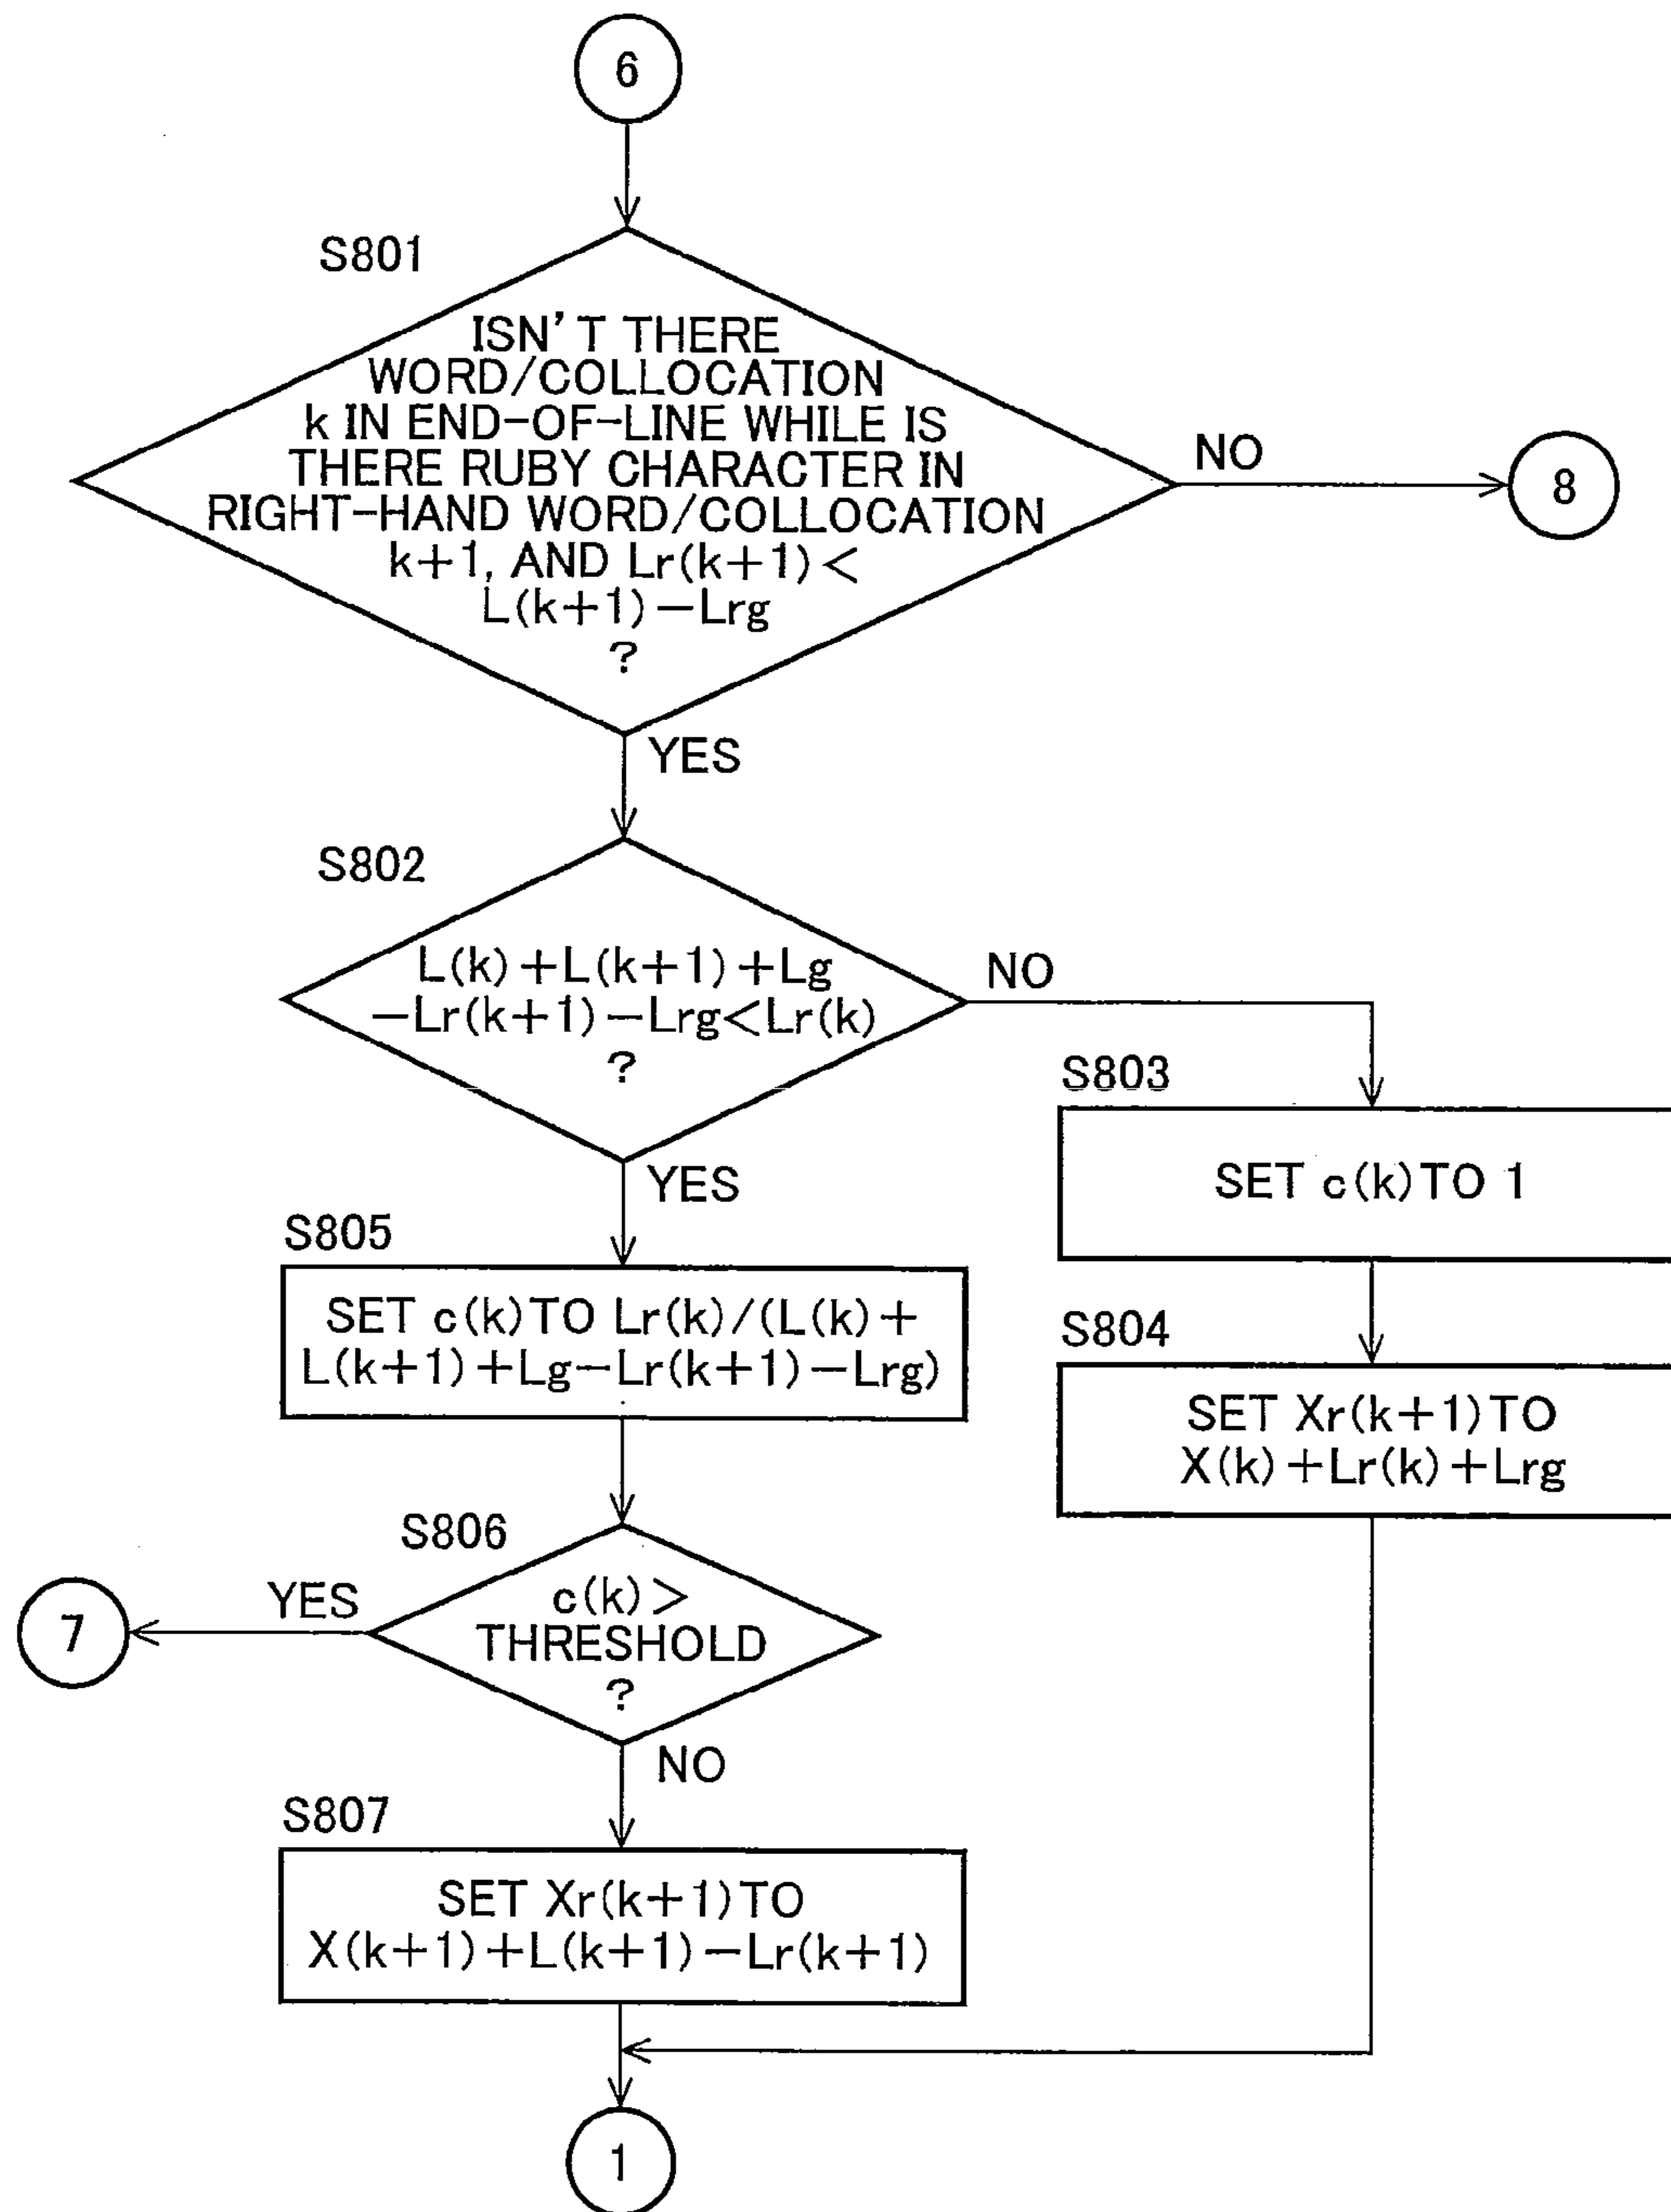 6
S801
ISN'T THERE
WORD/COLLOCATION
k IN END-OF-LINE WHILE IS
THERE RUBY CHARACTER IN
RIGHT-HAND WORD/COLLOCATION
k+1, AND Lr(k+1)<
L(k+1)-Lrg
?
NO
8
YES
S802
L(k)+L(k+1)+Lg
-Lr(k+1)-Lrg<Lr(k)
?
NO
S803
SET c(k)TO 1
YES
S805
SET c(k)TO Lr(k)/(L(k)+
L(k+1)+Lg-Lr(k+1)-Lrg)
S804
SET Xr(k+1)TO
X(k)+Lr(k)+Lrg
S806
c(k)>
THRESHOLD
?
YES
7
NO
S807
SET Xr(k+1)TO
X(k+1)+L(k+1)-Lr(k+1)
1